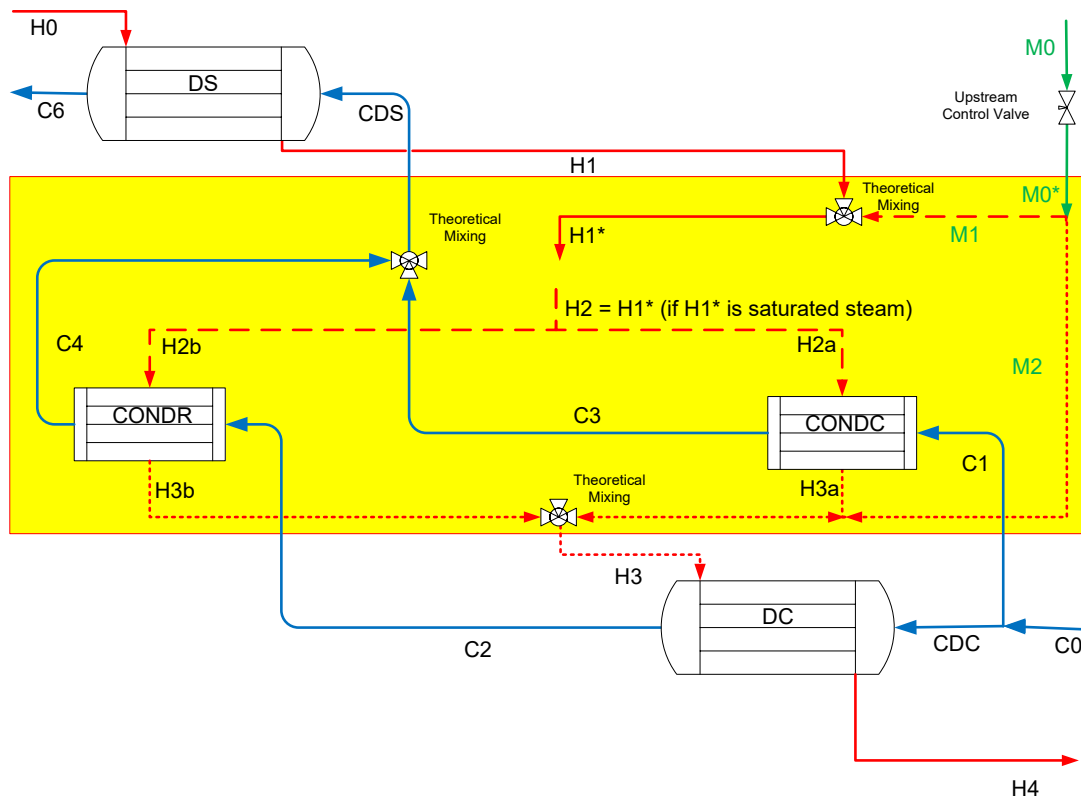 H0
M0
DS
Upstream
Control Valve
C6
CDS
H1
Theoretical
Mixing
M0*
Theoretical
Mixing
H1*
M1
H2 = H1* (if H1* is saturated steam)
C4
H2b
H2a
M2
CONDR
C3
CONDC
C1
H3b
Theoretical
Mixing
H3a
H3
DC
C2
CDC
C0
H4